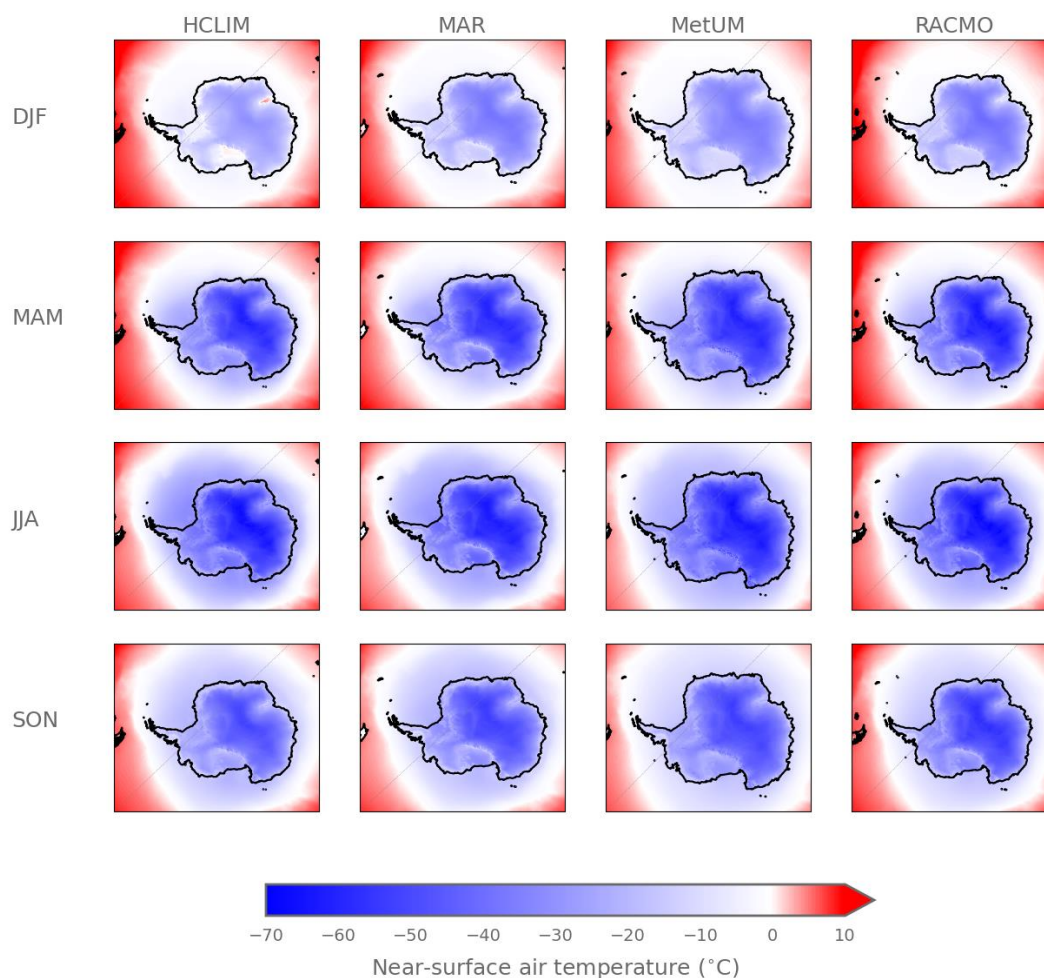 HCLIM MAR MetUM RACMO
DJF
MAM
JJA
SON
−70 −60 −50 −40 −30 −20 −10 0 10
Near-surface air temperature (°C)